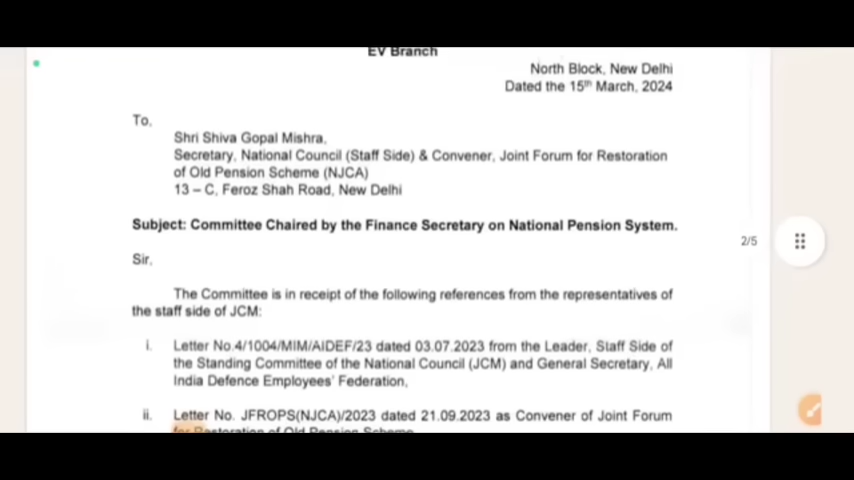 EV Branch
North Block, New Delhi
Dated the 15th March, 2024
To,
Shri Shiva Gopal Mishra,
Secretary, National Council (Staff Side) & Convener, Joint Forum for Restoration
of Old Pension Scheme (NJCA)
13 – C, Feroz Shah Road, New Delhi
Subject: Committee Chaired by the Finance Secretary on National Pension System.
2/5
Sir,
The Committee is in receipt of the following references from the representatives of
the staff side of JCM:
i. Letter No.4/1004/MIM/AIDEF/23 dated 03.07.2023 from the Leader, Staff Side of
the Standing Committee of the National Council (JCM) and General Secretary, All
India Defence Employees' Federation,
ii. Letter No. JFROPS(NJCA)/2023 dated 21.09.2023 as Convener of Joint Forum
for Restoration of Old Pension Scheme